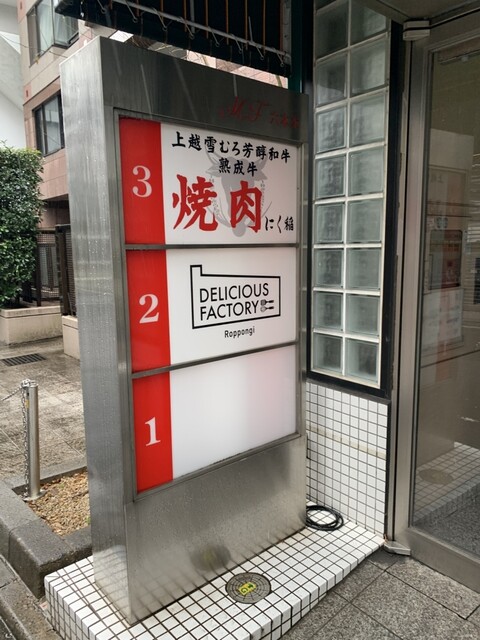 3
上越雪むろ芳醇和牛
熟成牛
焼肉
にく稲
2
DELICIOUS
FACTORY
Roppongi
1